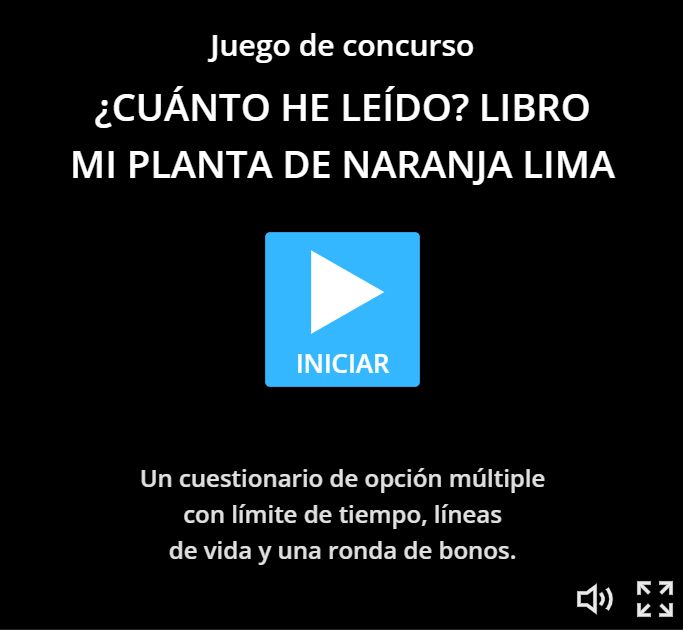 Juego de concurso
¿CUÁNTO HE LEÍDO? LIBRO
MI PLANTA DE NARANJA LIMA
INICIAR
Un cuestionario de opción múltiple
con límite de tiempo, líneas
de vida y una ronda de bonos.